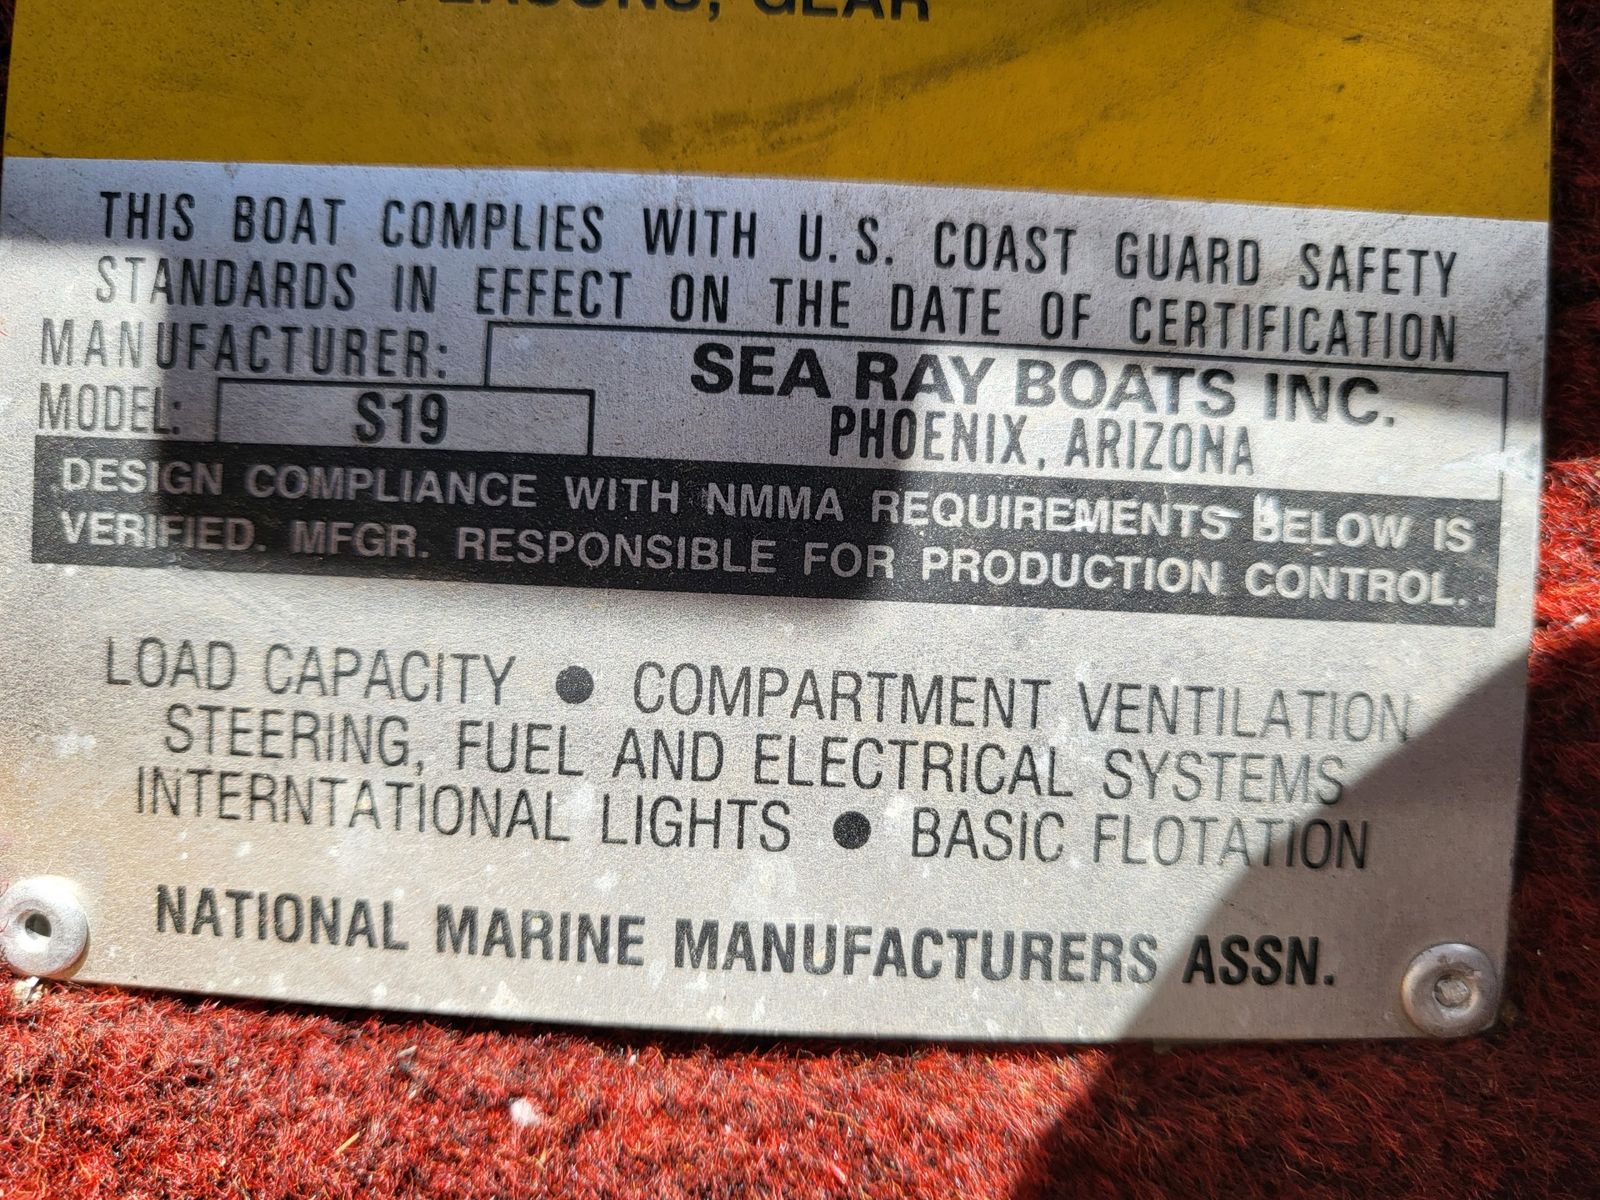 GEAR
THIS BOAT COMPLIES WITH U.S. COAST GUARD SAFETY
STANDARDS IN EFFECT ON THE DATE OF CERTIFICATION
MANUFACTURER: SEA RAY BOATS INC.
PHOENIX, ARIZONA
MODEL: S19
DESIGN COMPLIANCE WITH NMMA REQUIREMENTS BELOW IS
VERIFIED. MFGR. RESPONSIBLE FOR PRODUCTION CONTROL.
LOAD CAPACITY ● COMPARTMENT VENTILATION
STEERING, FUEL AND ELECTRICAL SYSTEMS
INTERNTATIONAL LIGHTS ● BASIC FLOTATION
NATIONAL MARINE MANUFACTURERS ASSN.